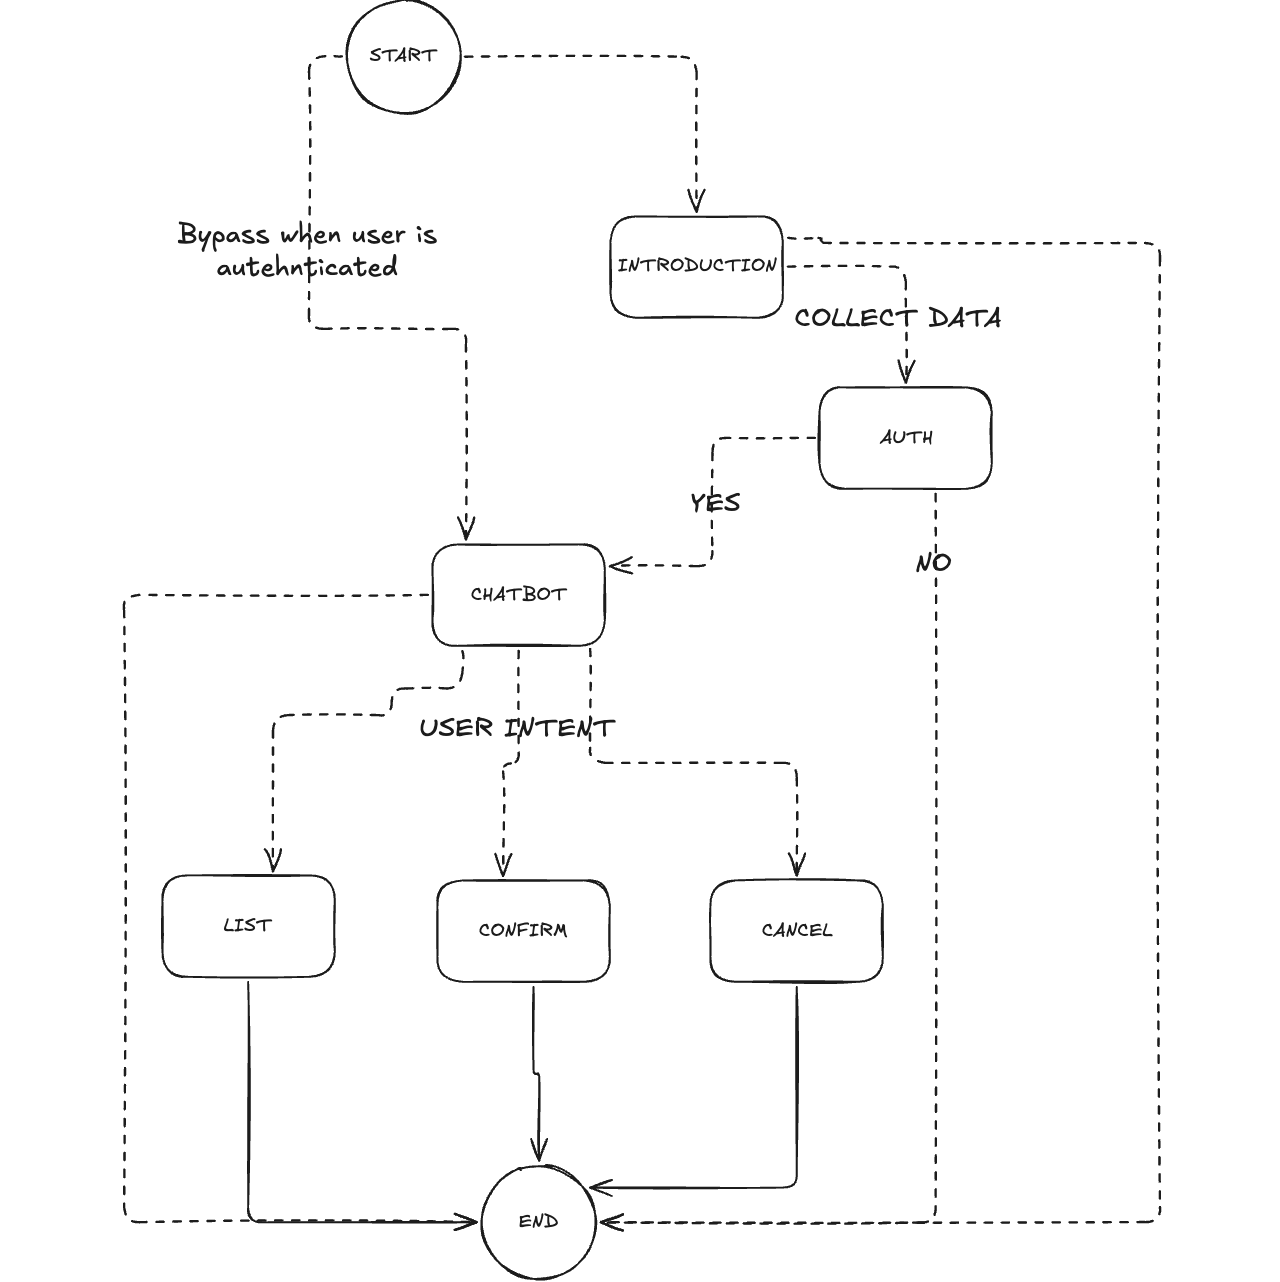 START
Bypass when user is
autehnticated
INTRODUCTION
COLLECT DATA
AUTH
YES
NO
CHATBOT
USER INTENT
LIST
CONFIRM
CANCEL
END